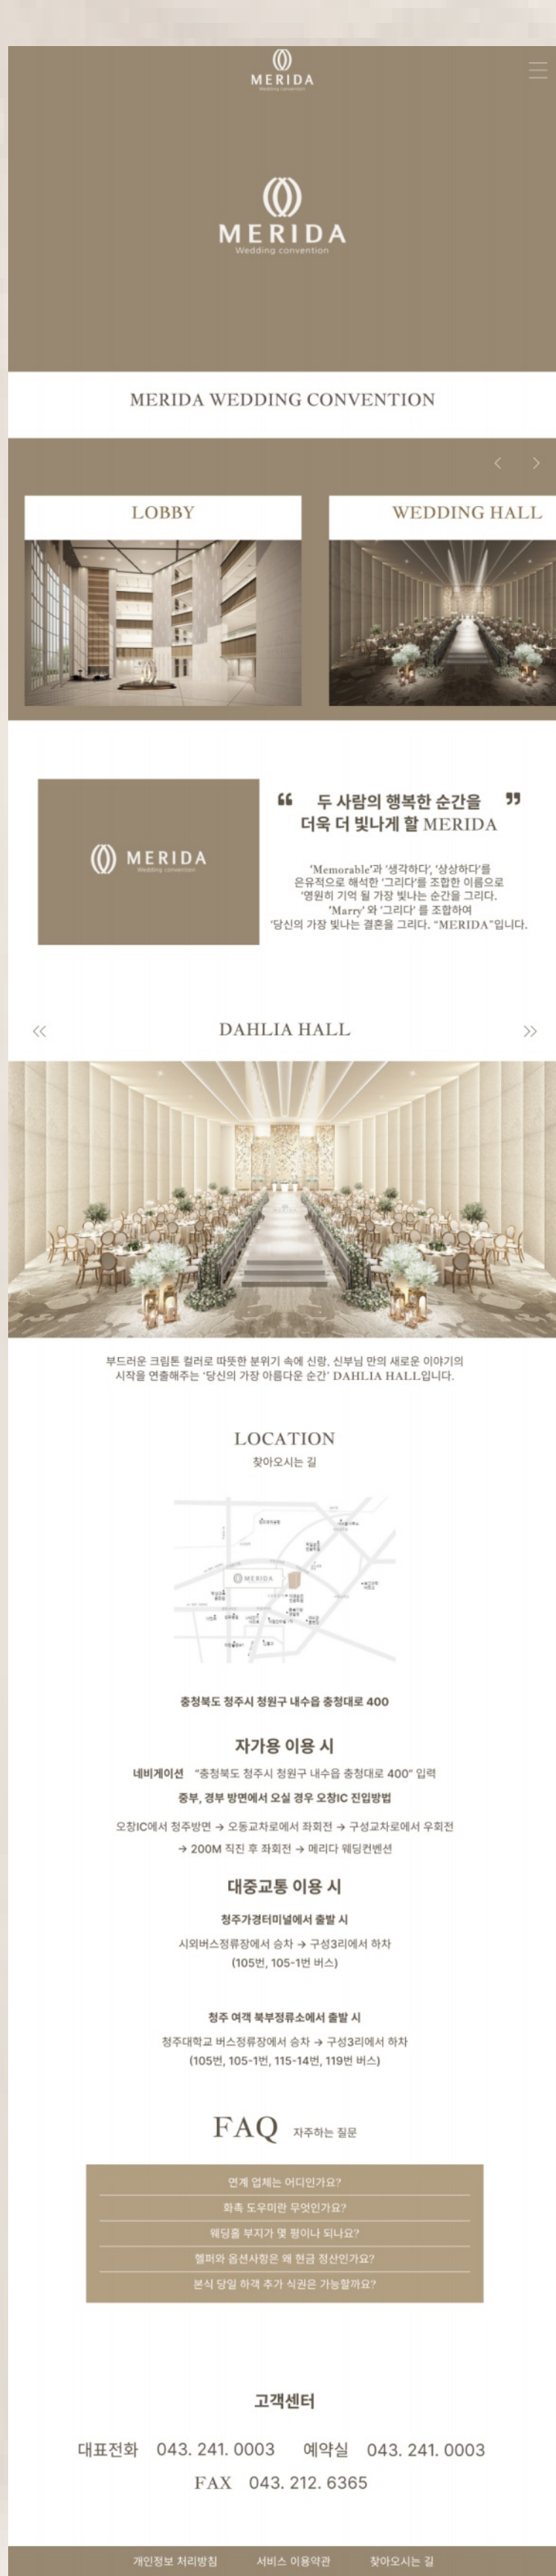 MERIDA
Wedding convention
MERIDA
Wedding convention
MERIDA WEDDING CONVENTION
LOBBY
WEDDING HALL
MERIDA
Wedding convention
“ 두 사람의 행복한 순간을 ”
더욱 더 빛나게 할 MERIDA
'Memorable'과 '생각하다', '상상하다'를
은유적으로 해석한 '그리다'를 조합한 이름으로
'영원히 기억 될 가장 빛나는 순간을 그리다.
'Marry' 와 '그리다' 를 조합하여
'당신의 가장 빛나는 결혼을 그리다. "MERIDA"입니다.
DAHLIA HALL
부드러운 크림톤 컬러로 따뜻한 분위기 속에 신랑, 신부님 만의 새로운 이야기의
시작을 연출해주는 '당신의 가장 아름다운 순간' DAHLIA HALL입니다.
LOCATION
찾아오시는 길
MERIDA
충청북도 청주시 청원구 내수읍 충청대로 400
자가용 이용 시
네비게이션 "충청북도 청주시 청원구 내수읍 충청대로 400" 입력
중부, 경부 방면에서 오실 경우 오창IC 진입방법
오창IC에서 청주방면 → 오동교차로에서 좌회전 → 구성교차로에서 우회전
→ 200M 직진 후 좌회전 → 메리다 웨딩컨벤션
대중교통 이용 시
청주가경터미널에서 출발 시
시외버스정류장에서 승차 → 구성3리에서 하차
(105번, 105-1번 버스)
청주 여객 북부정류소에서 출발 시
청주대학교 버스정류장에서 승차 → 구성3리에서 하차
(105번, 105-1번, 115-14번, 119번 버스)
FAQ 자주하는 질문
연계 업체는 어디인가요?
화촉 도우미란 무엇인가요?
웨딩홀 부지가 몇 평이나 되나요?
헬퍼와 옵션사항은 왜 현금 정산인가요?
본식 당일 하객 추가 식권은 가능할까요?
고객센터
대표전화 043. 241. 0003 예약실 043. 241. 0003
FAX 043. 212. 6365
개인정보 처리방침 서비스 이용약관 찾아오시는 길